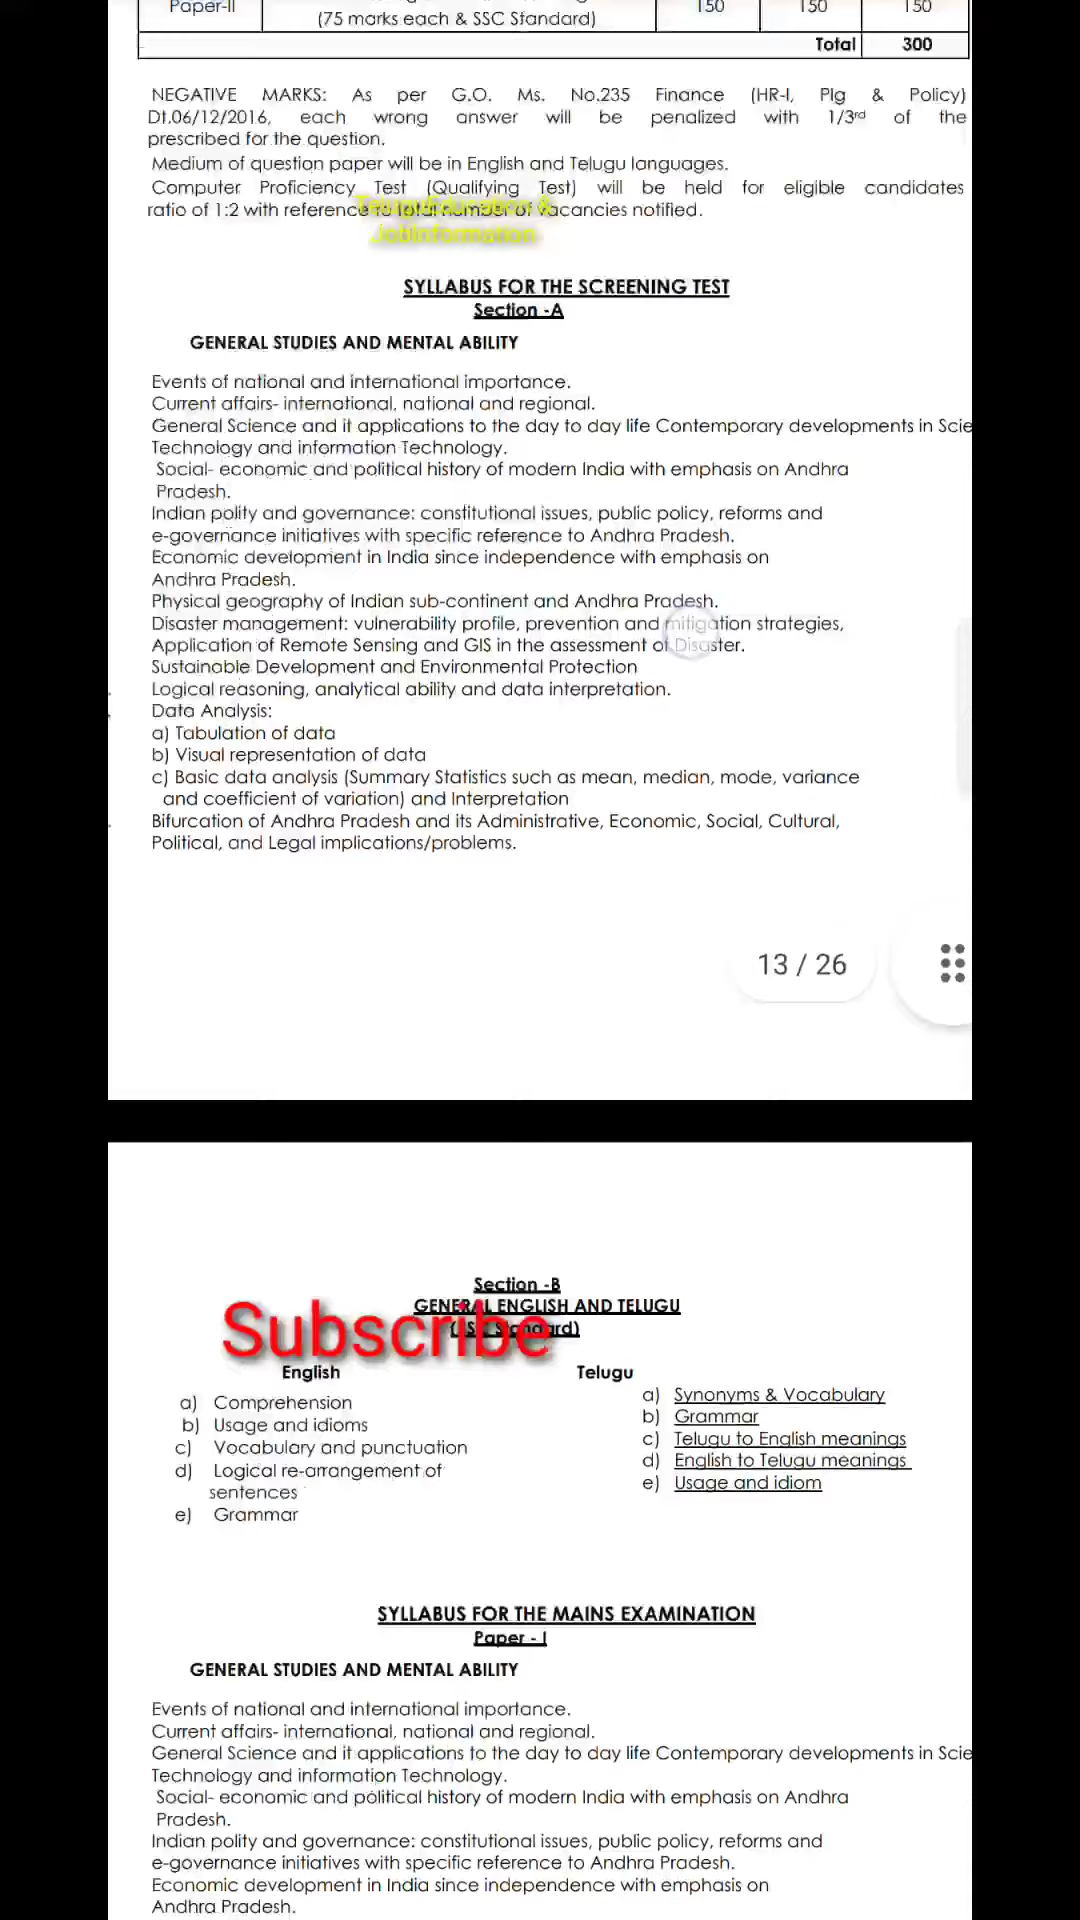 Paper-II
(75 marks each & SSC Standard)
150 150 150
Total 300
NEGATIVE MARKS: As per G.O. Ms. No.235 Finance (HR-I, Plg & Policy)
Dt.06/12/2016, each wrong answer will be penalized with 1/3rd of the
prescribed for the question.
Medium of question paper will be in English and Telugu languages.
Computer Proficiency Test (Qualifying Test) will be held for eligible candidates
ratio of 1:2 with reference to total number of vacancies notified.
TeluguEducation &
JobInformation
SYLLABUS FOR THE SCREENING TEST
Section -A
GENERAL STUDIES AND MENTAL ABILITY
Events of national and international importance.
Current affairs- international, national and regional.
General Science and it applications to the day to day life Contemporary developments in Scie
Technology and information Technology.
Social- economic and political history of modern India with emphasis on Andhra
Pradesh.
Indian polity and governance: constitutional issues, public policy, reforms and
e-governance initiatives with specific reference to Andhra Pradesh.
Economic development in India since independence with emphasis on
Andhra Pradesh.
Physical geography of Indian sub-continent and Andhra Pradesh.
Disaster management: vulnerability profile, prevention and mitigation strategies,
Application of Remote Sensing and GIS in the assessment of Disaster.
Sustainable Development and Environmental Protection
Logical reasoning, analytical ability and data interpretation.
Data Analysis:
a) Tabulation of data
b) Visual representation of data
c) Basic data analysis (Summary Statistics such as mean, median, mode, variance
and coefficient of variation) and Interpretation
Bifurcation of Andhra Pradesh and its Administrative, Economic, Social, Cultural,
Political, and Legal implications/problems.
13 / 26
Section -B
GENERAL ENGLISH AND TELUGU
Subscribe
English
a) Comprehension
b) Usage and idioms
c) Vocabulary and punctuation
d) Logical re-arrangement of
sentences
e) Grammar
Telugu
a) Synonyms & Vocabulary
b) Grammar
c) Telugu to English meanings
d) English to Telugu meanings
e) Usage and idiom
SYLLABUS FOR THE MAINS EXAMINATION
Paper - I
GENERAL STUDIES AND MENTAL ABILITY
Events of national and international importance.
Current affairs- international, national and regional.
General Science and it applications to the day to day life Contemporary developments in Scie
Technology and information Technology.
Social- economic and political history of modern India with emphasis on Andhra
Pradesh.
Indian polity and governance: constitutional issues, public policy, reforms and
e-governance initiatives with specific reference to Andhra Pradesh.
Economic development in India since independence with emphasis on
Andhra Pradesh.